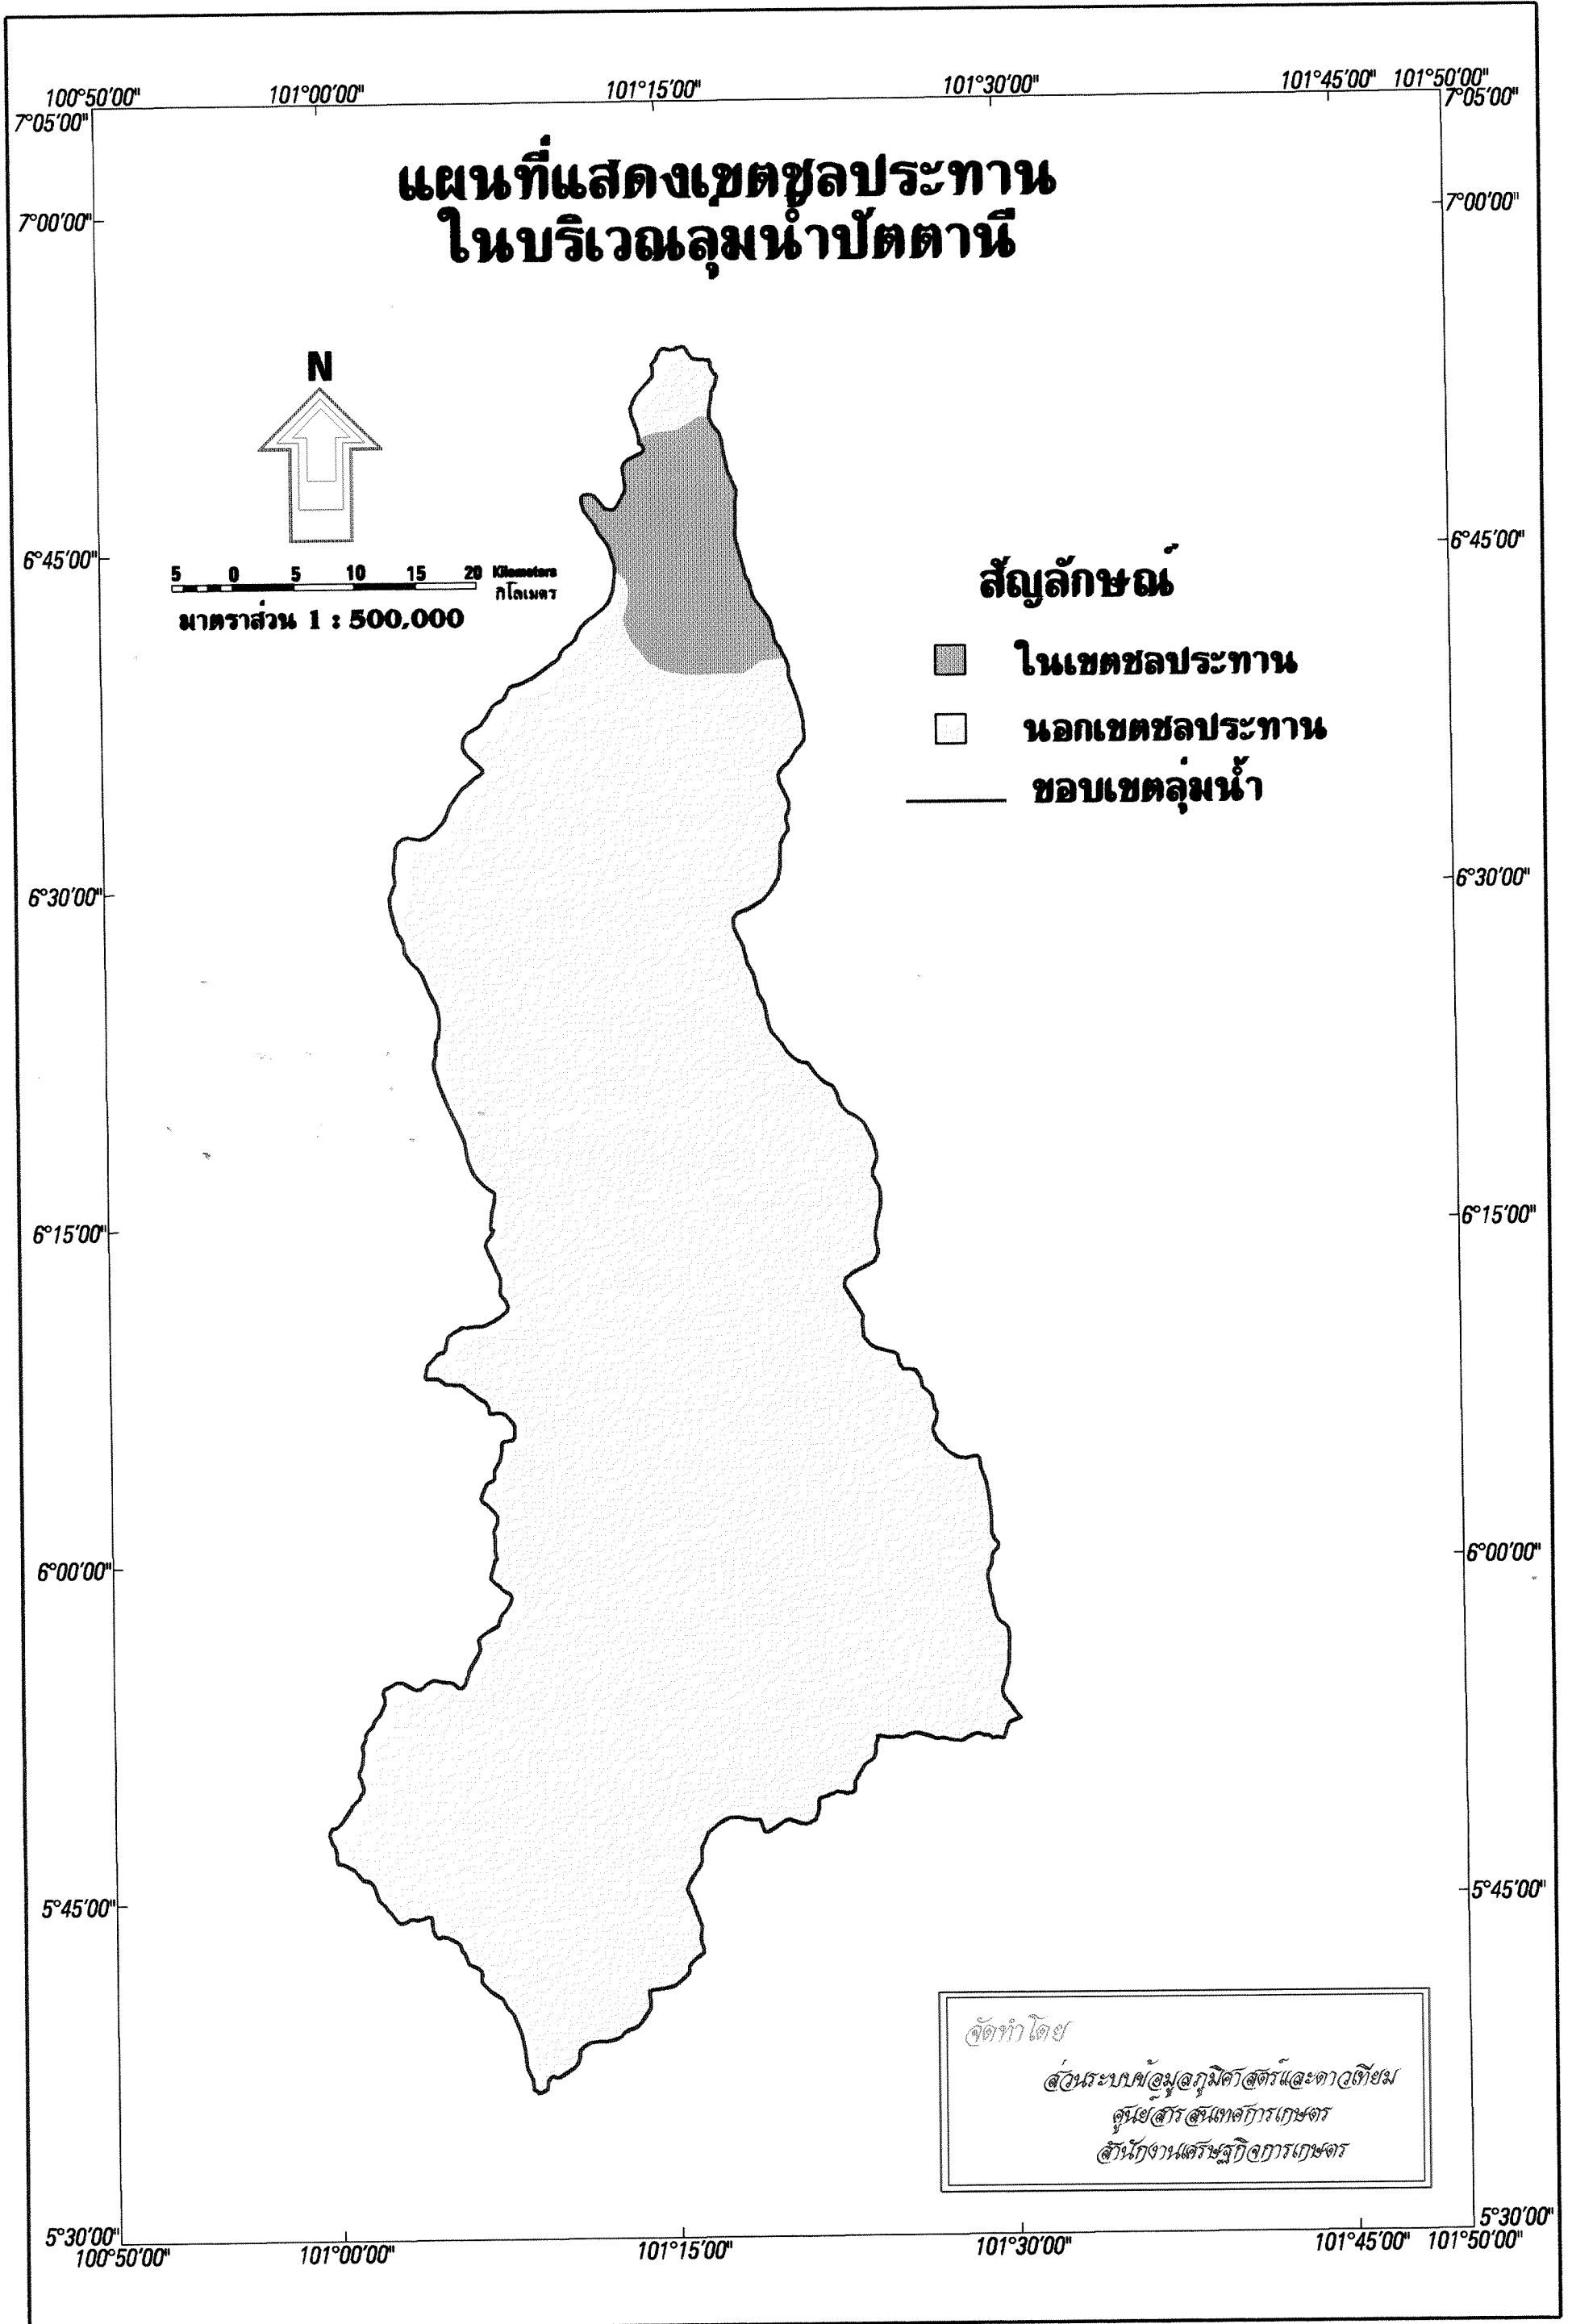 100°50'00" 101°00'00" 101°15'00" 101°30'00" 101°45'00" 101°50'00"
7°05'00" 7°05'00"
แผนที่แสดงเขตชลประทาน
ในบริเวณลุ่มน้ำปัตตานี
7°00'00" 7°00'00"
N
6°45'00" 6°45'00"
5 0 5 10 15 20 Kilometers
กิโลเมตร
มาตราส่วน 1 : 500,000
สัญลักษณ์
ในเขตชลประทาน
นอกเขตชลประทาน
ขอบเขตลุ่มน้ำ
6°30'00" 6°30'00"
6°15'00" 6°15'00"
6°00'00" 6°00'00"
5°45'00" 5°45'00"
จัดทำโดย
ส่วนระบบข้อมูลภูมิศาสตร์และดาวเทียม
ศูนย์สารสนเทศการเกษตร
สำนักงานเศรษฐกิจการเกษตร
5°30'00" 5°30'00"
100°50'00" 101°00'00" 101°15'00" 101°30'00" 101°45'00" 101°50'00"